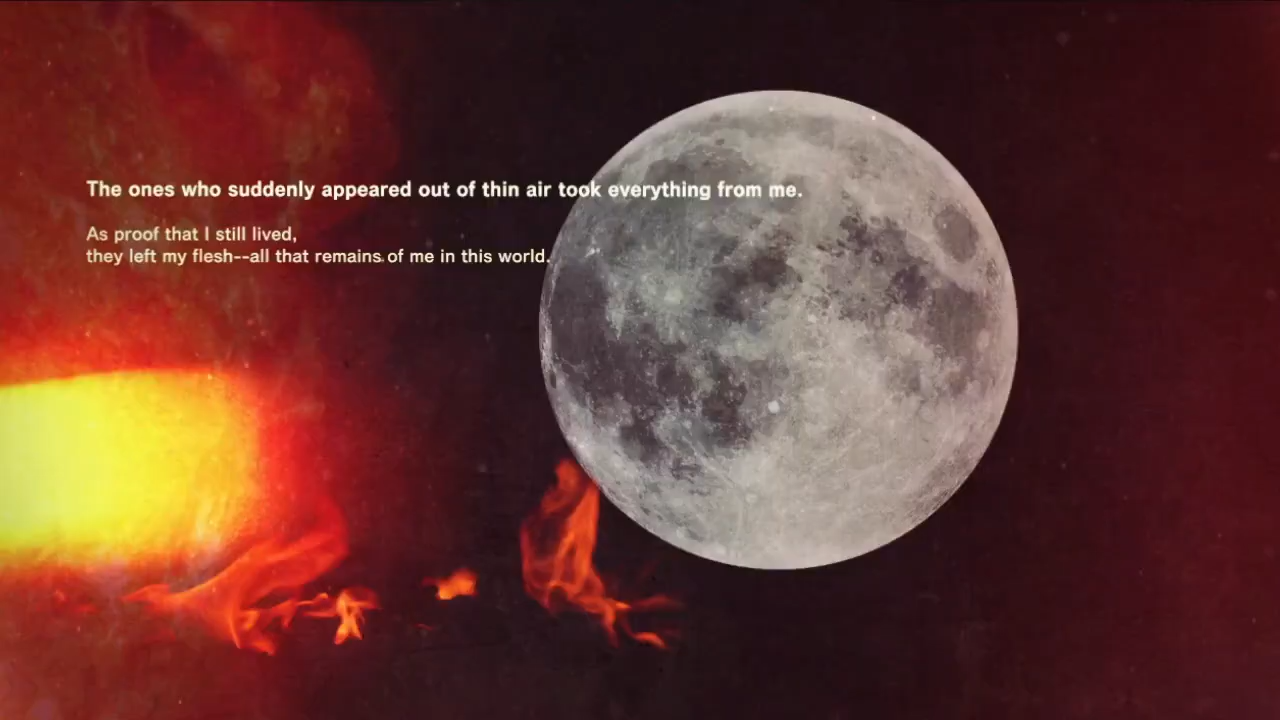 The ones who suddenly appeared out of thin air took everything from me.
As proof that I still lived,
they left my flesh--all that remains of me in this world.